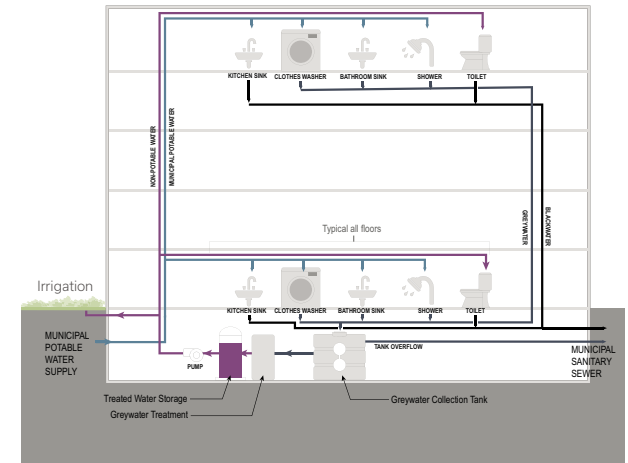 KITCHEN SINK
CLOTHES WASHER
BATHROOM SINK
SHOWER
TOILET
NON-POTABLE WATER
MUNICIPAL POTABLE WATER
GREYWATER
BLACKWATER
Typical all floors
Irrigation
KITCHEN SINK
CLOTHES WASHER
BATHROOM SINK
SHOWER
TOILET
MUNICIPAL
POTABLE
WATER
SUPPLY
TANK OVERFLOW
MUNICIPAL
SANITARY
SEWER
PUMP
Treated Water Storage
Greywater Treatment
Greywater Collection Tank